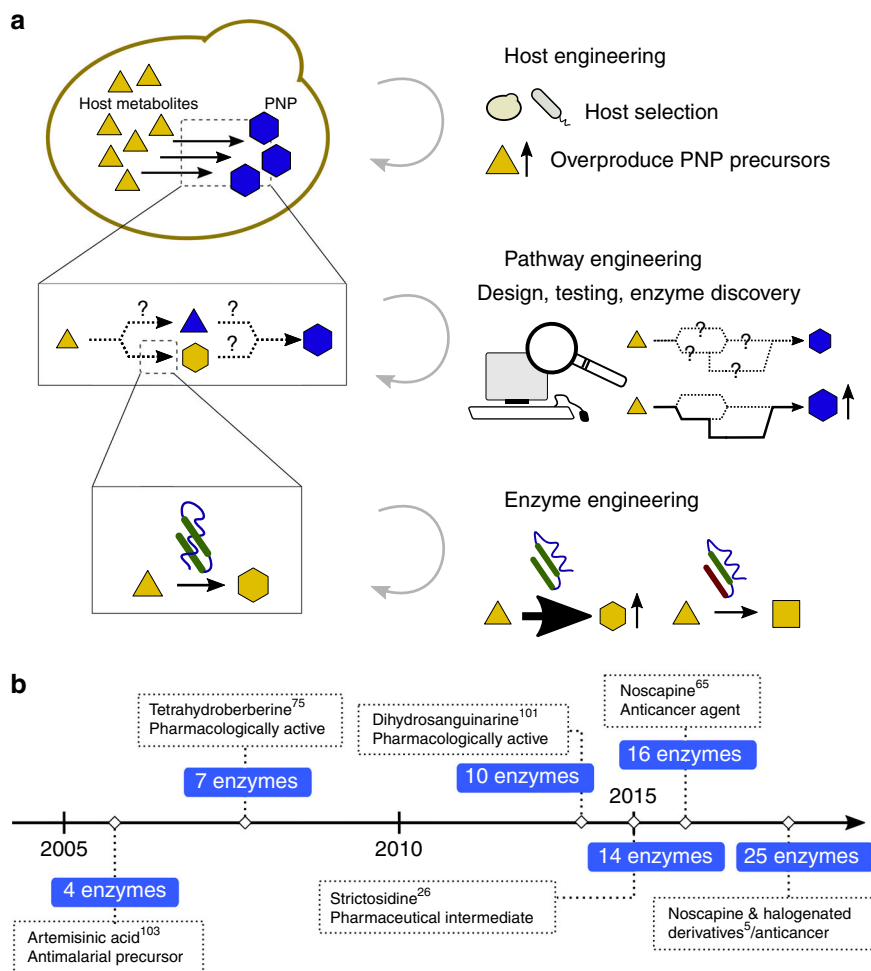 a
Host metabolites
PNP
Host engineering
Host selection
Overproduce PNP precursors
?
?
?
Pathway engineering
Design, testing, enzyme discovery
?
?
?
Enzyme engineering
b
Tetrahydroberberine75
Pharmacologically active
7 enzymes
Dihydrosanguinarine101
Pharmacologically active
10 enzymes
Noscapine65
Anticancer agent
16 enzymes
2005
2010
2015
4 enzymes
Artemisinic acid103
Antimalarial precursor
14 enzymes
Strictosidine26
Pharmaceutical intermediate
25 enzymes
Noscapine & halogenated
derivatives5/anticancer